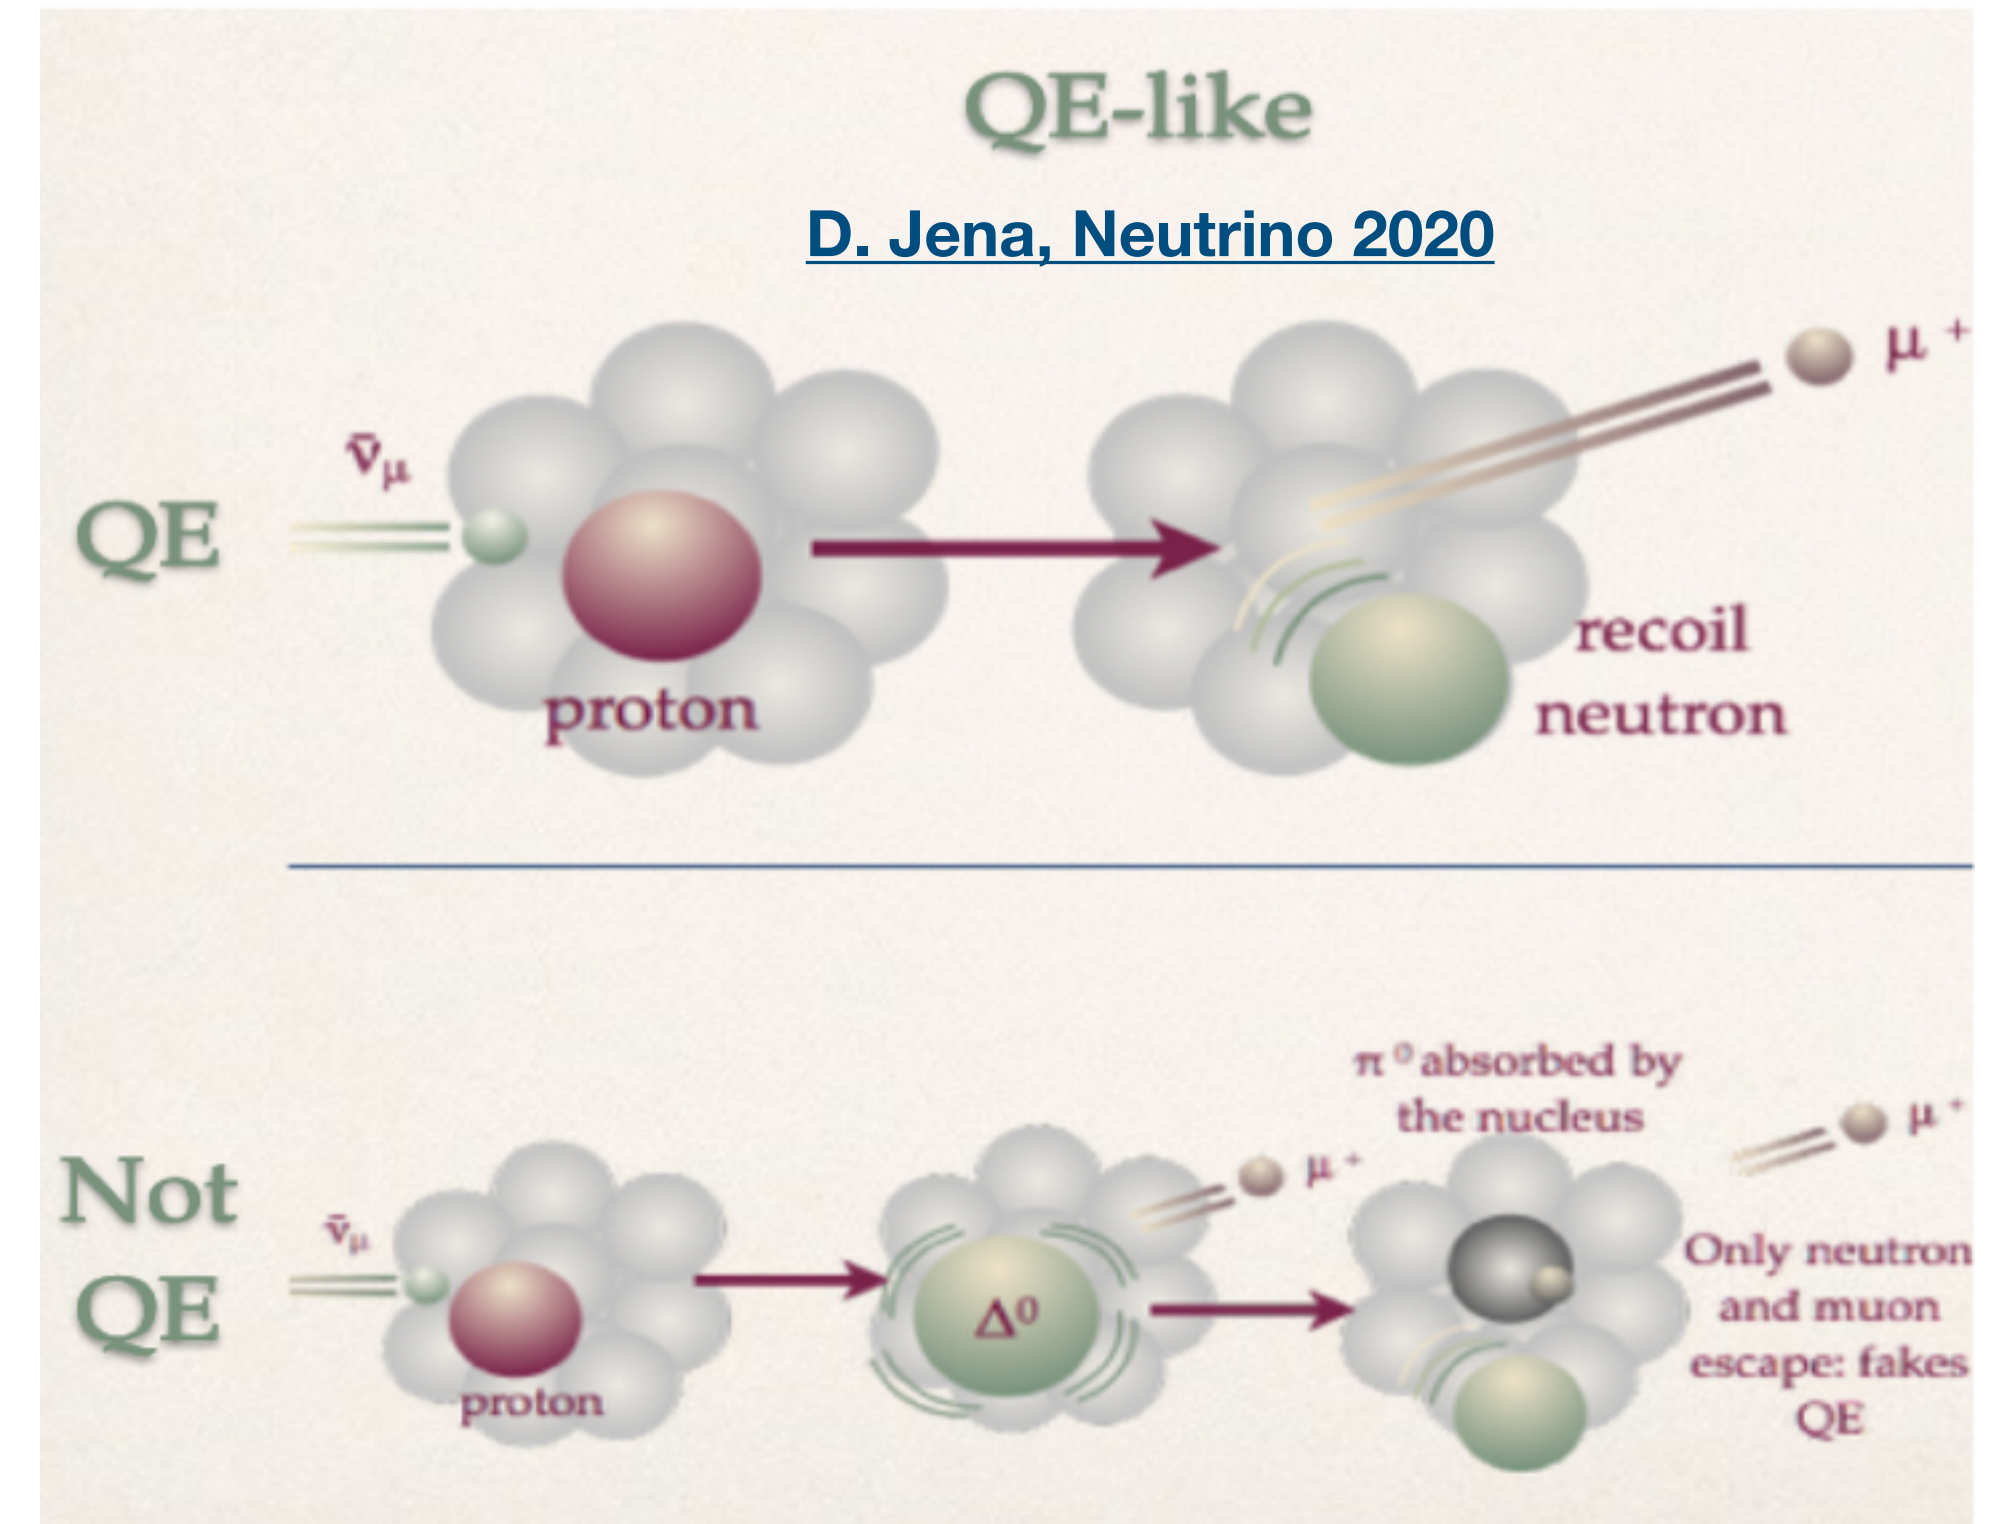 QE-like
D. Jena, Neutrino 2020
QE
ν̄μ
proton
μ +
recoil
neutron
Not
QE
ν̄μ
proton
Δ⁰
μ +
π ⁰ absorbed by
the nucleus
μ +
Only neutron
and muon
escape: fakes
QE